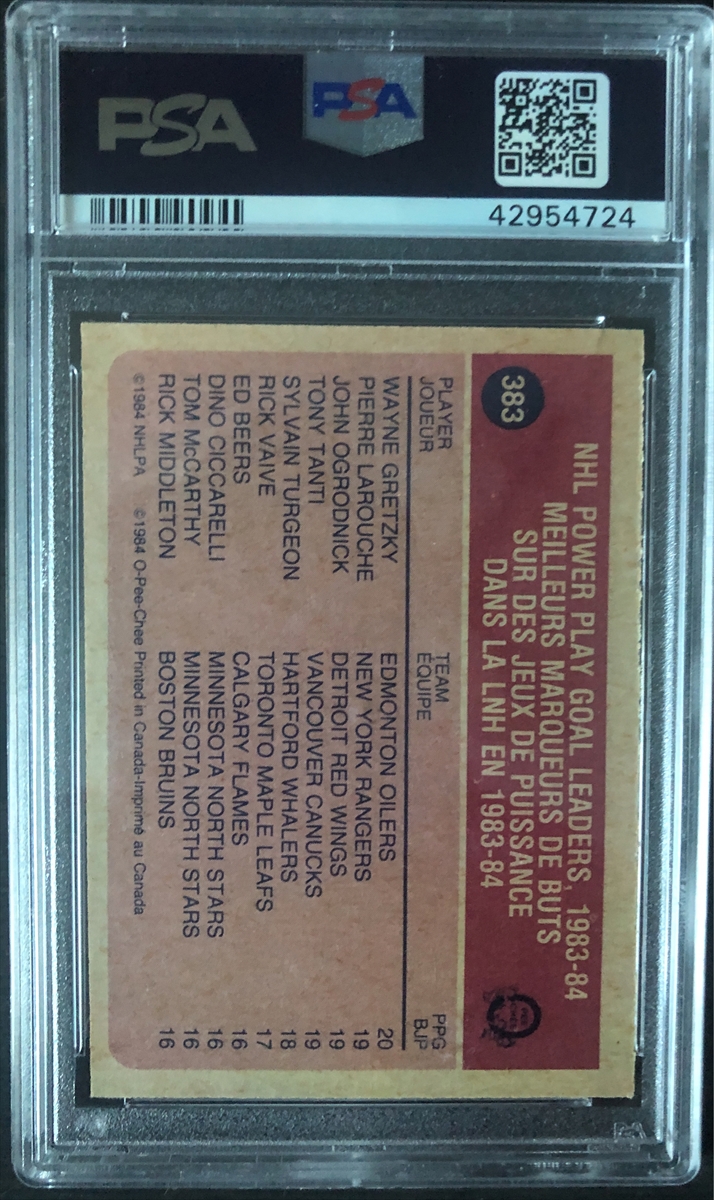 PSA
PSA
42954724
383
NHL POWER PLAY GOAL LEADERS, 1983-84
MEILLEURS MARQUEURS DE BUTS
SUR DES JEUX DE PUISSANCE
DANS LA LNH EN 1983-84
PLAYER TEAM PPG
JOUEUR ÉQUIPE BJP
WAYNE GRETZKY EDMONTON OILERS 20
PIERRE LAROUCHE NEW YORK RANGERS 19
JOHN OGRODNICK DETROIT RED WINGS 19
TONY TANTI VANCOUVER CANUCKS 19
SYLVAIN TURGEON HARTFORD WHALERS 18
RICK VAIVE TORONTO MAPLE LEAFS 17
ED BEERS CALGARY FLAMES 16
DINO CICCARELLI MINNESOTA NORTH STARS 16
TOM McCARTHY MINNESOTA NORTH STARS 16
RICK MIDDLETON BOSTON BRUINS 16
©1984 NHLPA ©1984 O-Pee-Chee Printed in Canada-Imprimé au Canada